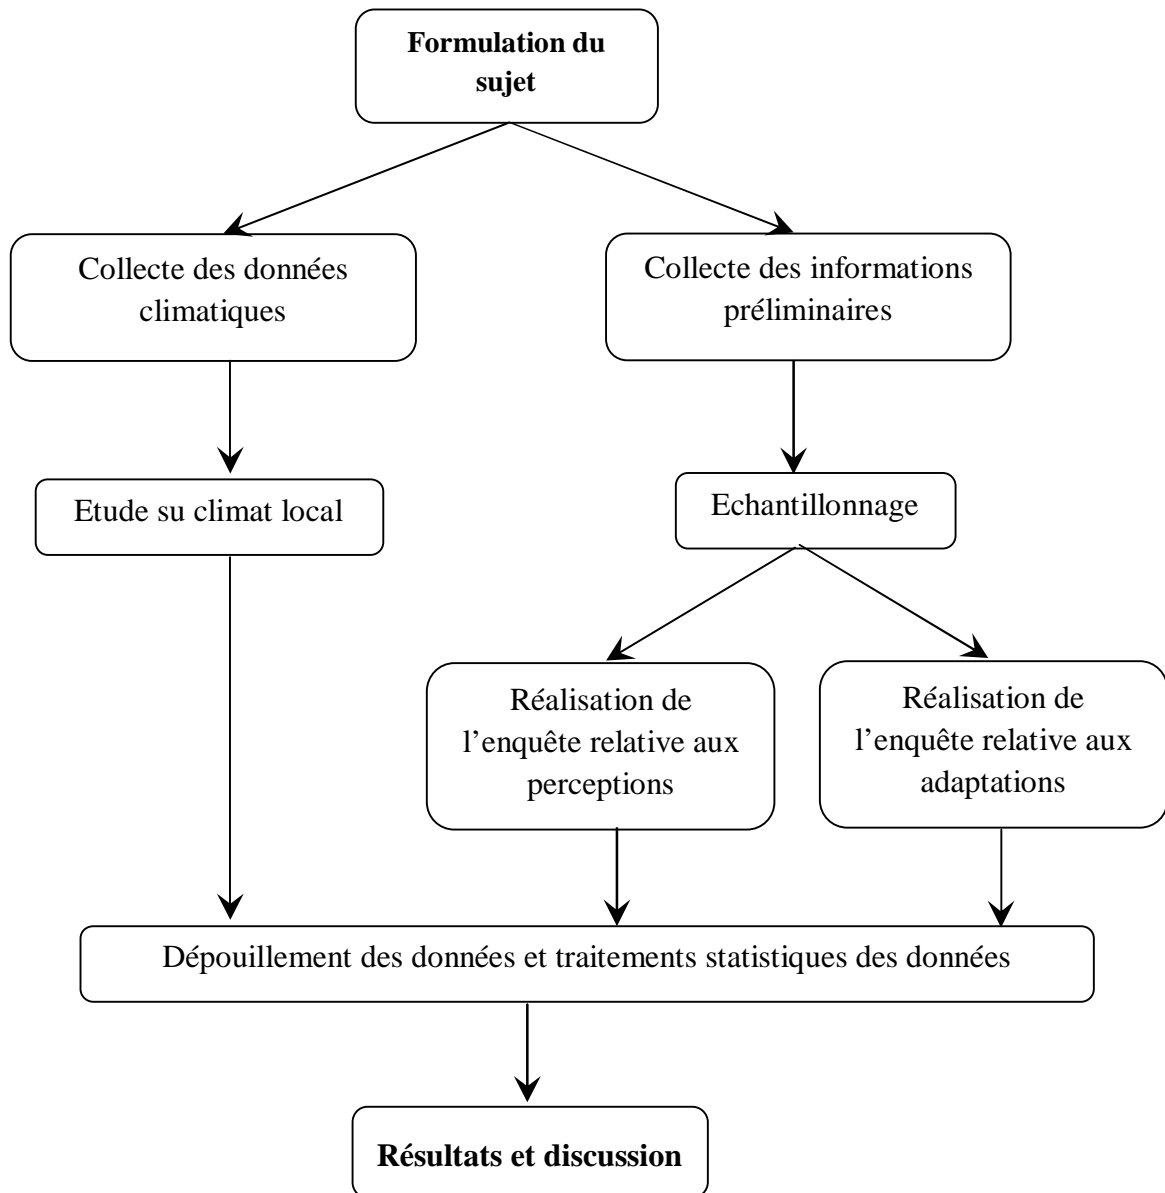 Formulation du
sujet
Collecte des données
climatiques
Collecte des informations
préliminaires
Etude su climat local
Echantillonnage
Réalisation de
l’enquête relative aux
perceptions
Réalisation de
l’enquête relative aux
adaptations
Dépouillement des données et traitements statistiques des données
Résultats et discussion